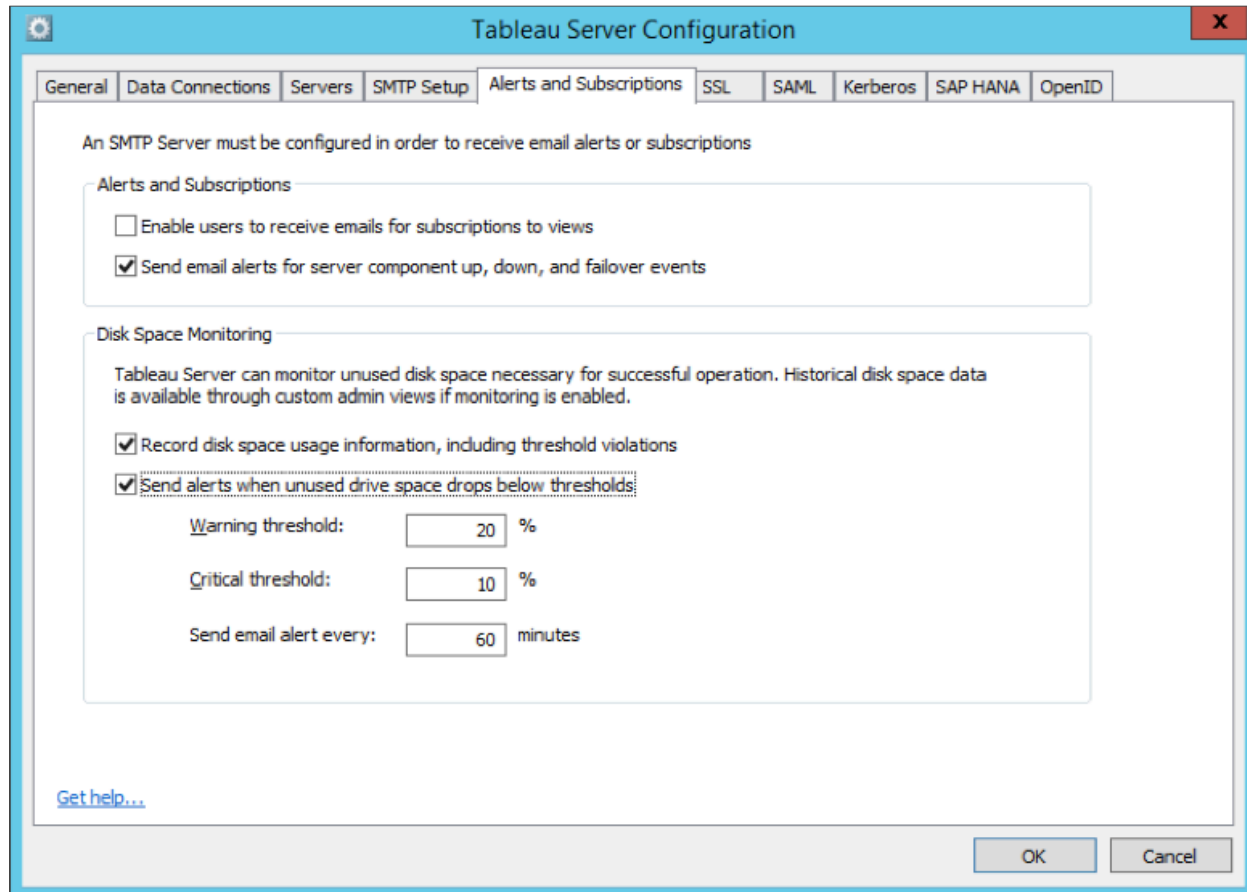 Tableau Server Configuration
x
General Data Connections Servers SMTP Setup Alerts and Subscriptions SSL SAML Kerberos SAP HANA OpenID
An SMTP Server must be configured in order to receive email alerts or subscriptions
Alerts and Subscriptions
Enable users to receive emails for subscriptions to views
Send email alerts for server component up, down, and failover events
Disk Space Monitoring
Tableau Server can monitor unused disk space necessary for successful operation. Historical disk space data
is available through custom admin views if monitoring is enabled.
Record disk space usage information, including threshold violations
Send alerts when unused drive space drops below thresholds
Warning threshold: 20 %
Critical threshold: 10 %
Send email alert every: 60 minutes
Get help...
OK Cancel